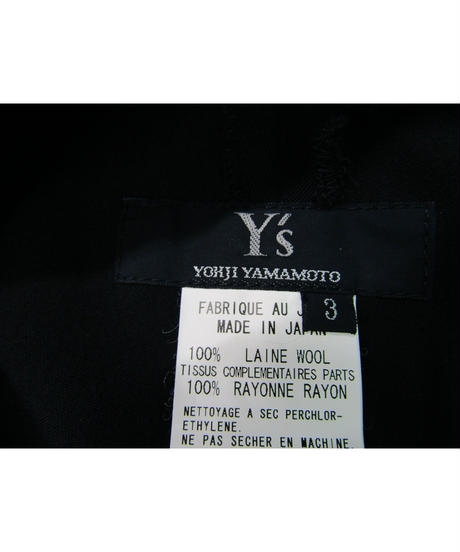 Y's
YOHJI YAMAMOTO
3
FABRIQUE AU
MADE IN JAPAN
100% LAINE WOOL
TISSUS COMPLEMENTAIRES PARTS
100% RAYONNE RAYON
NETTOYAGE A SEC PERCHLOR-
ETHYLENE.
NE PAS SECHER EN MACHINE.